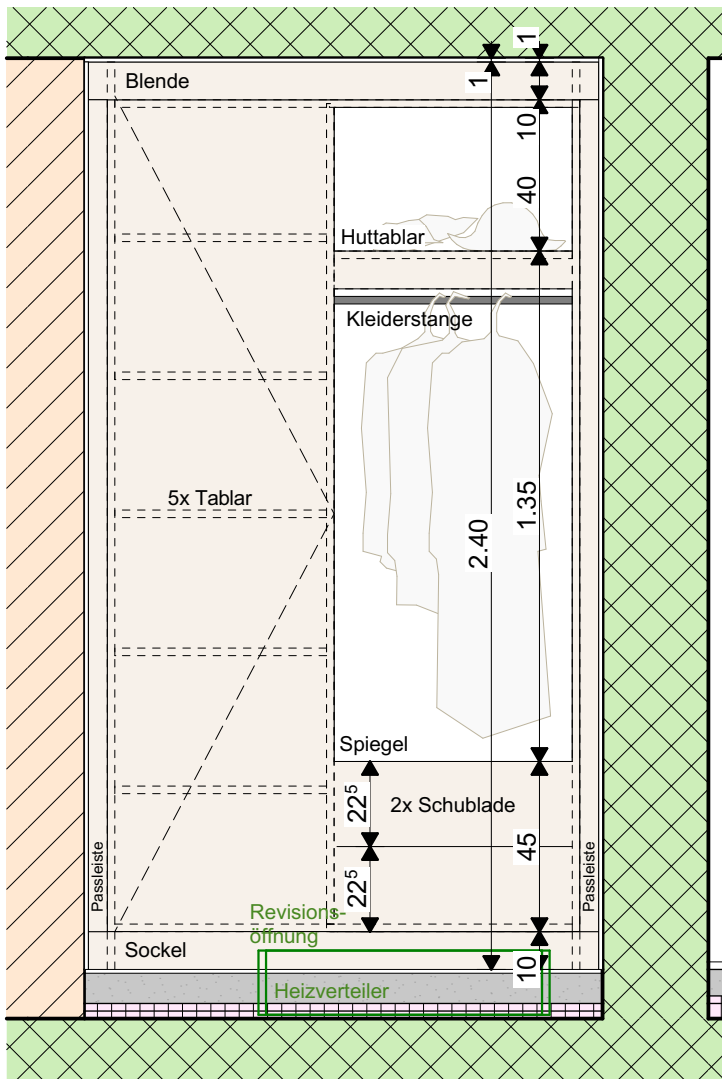 1
1
Blende
10
40
Huttablar
Kleiderstange
5x Tablar
1.35
2.40
Spiegel
22⁵
2x Schublade
45
22⁵
Passleiste
Passleiste
Revisions-
öffnung
Sockel
10
Heizverteiler